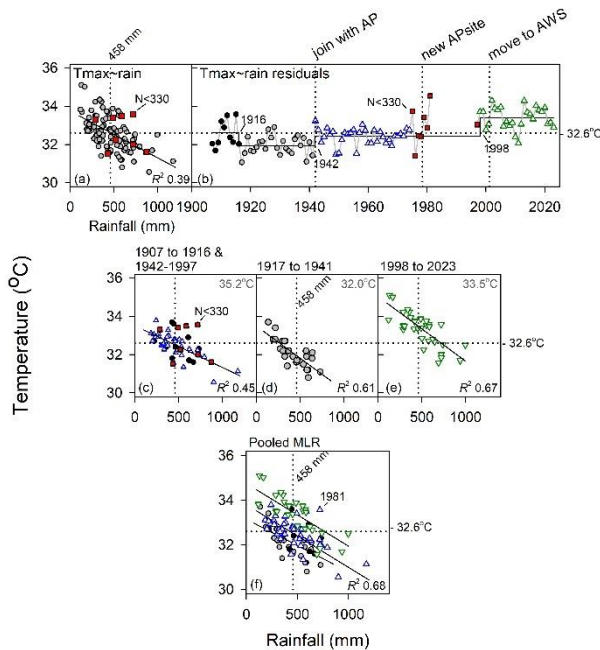 458 mm
join with AP
new APsite
move to AWS
36
34
32
30
Tmax~rain
N<330
(a)
R² 0.39
Tmax~rain residuals
1916
1942
N<330
1998
(b)
32.6°C
0 500 1000
1900 1920 1940 1960 1980 2000 2020
Rainfall (mm)
Temperature (°C)
1907 to 1916 &
1942-1997
1917 to 1941
1998 to 2023
36
34
32
30
35.2°C
N<330
(c)
R² 0.45
458 mm
32.0°C
(d)
R² 0.61
33.5°C
(e)
R² 0.67
32.6°C
0 500 1000
0 500 1000
0 500 1000
Pooled MLR
36
34
32
30
458 mm
1981
32.6°C
(f)
R² 0.68
0 500 1000
Rainfall (mm)